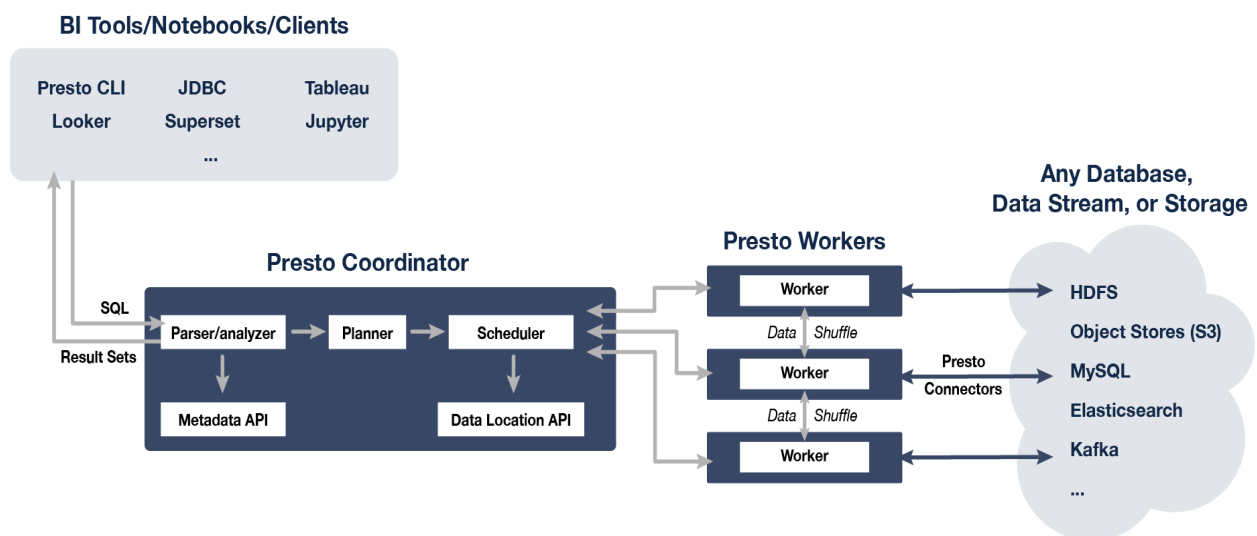 BI Tools/Notebooks/Clients
Presto CLI JDBC Tableau
Looker Superset Jupyter
...
Any Database,
Data Stream, or Storage
Presto Workers
Presto Coordinator
SQL
Result Sets
Parser/analyzer
Planner
Scheduler
Metadata API
Data Location API
Worker
Data Shuffle
Worker
Data Shuffle
Worker
Presto
Connectors
HDFS
Object Stores (S3)
MySQL
Elasticsearch
Kafka
...